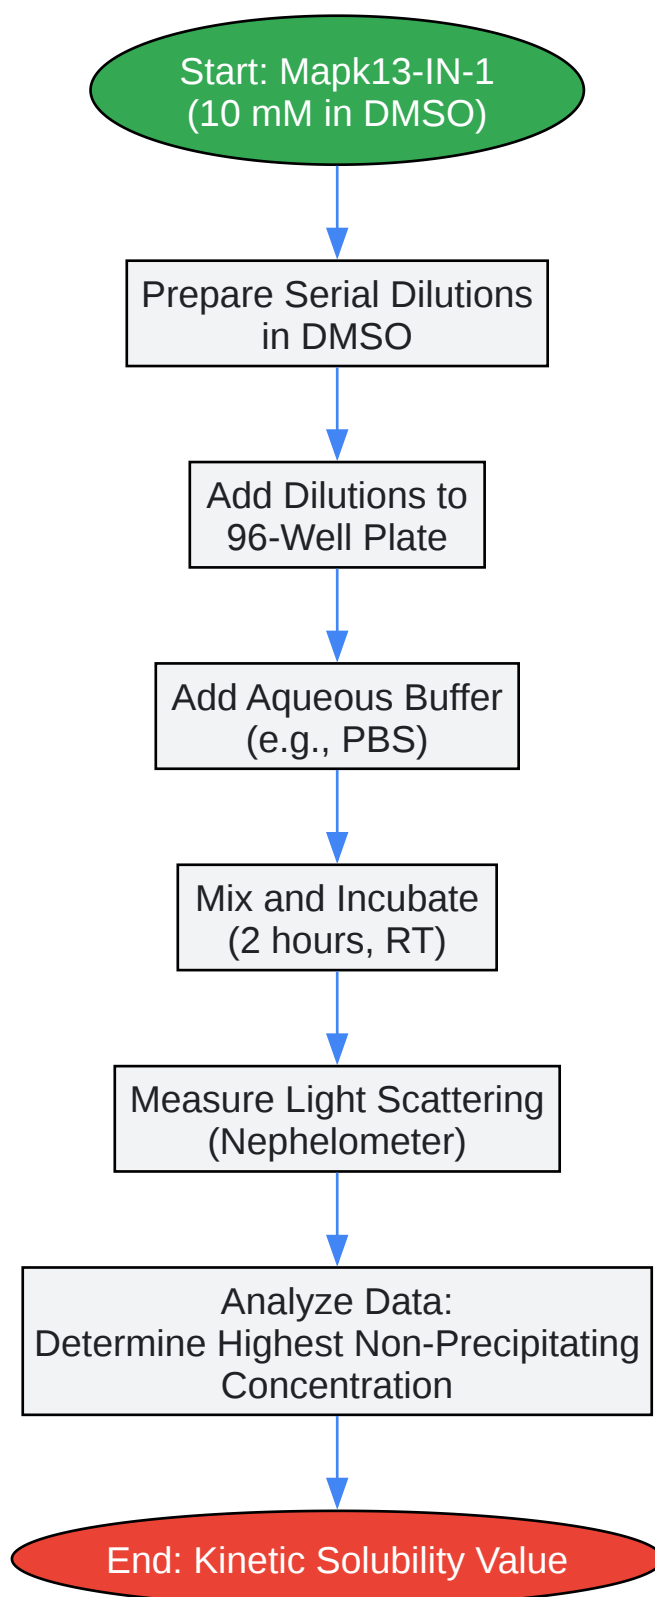 Start: Mapk13-IN-1
(10 mM in DMSO)
Prepare Serial Dilutions
in DMSO
Add Dilutions to
96-Well Plate
Add Aqueous Buffer
(e.g., PBS)
Mix and Incubate
(2 hours, RT)
Measure Light Scattering
(Nephelometer)
Analyze Data:
Determine Highest Non-Precipitating
Concentration
End: Kinetic Solubility Value